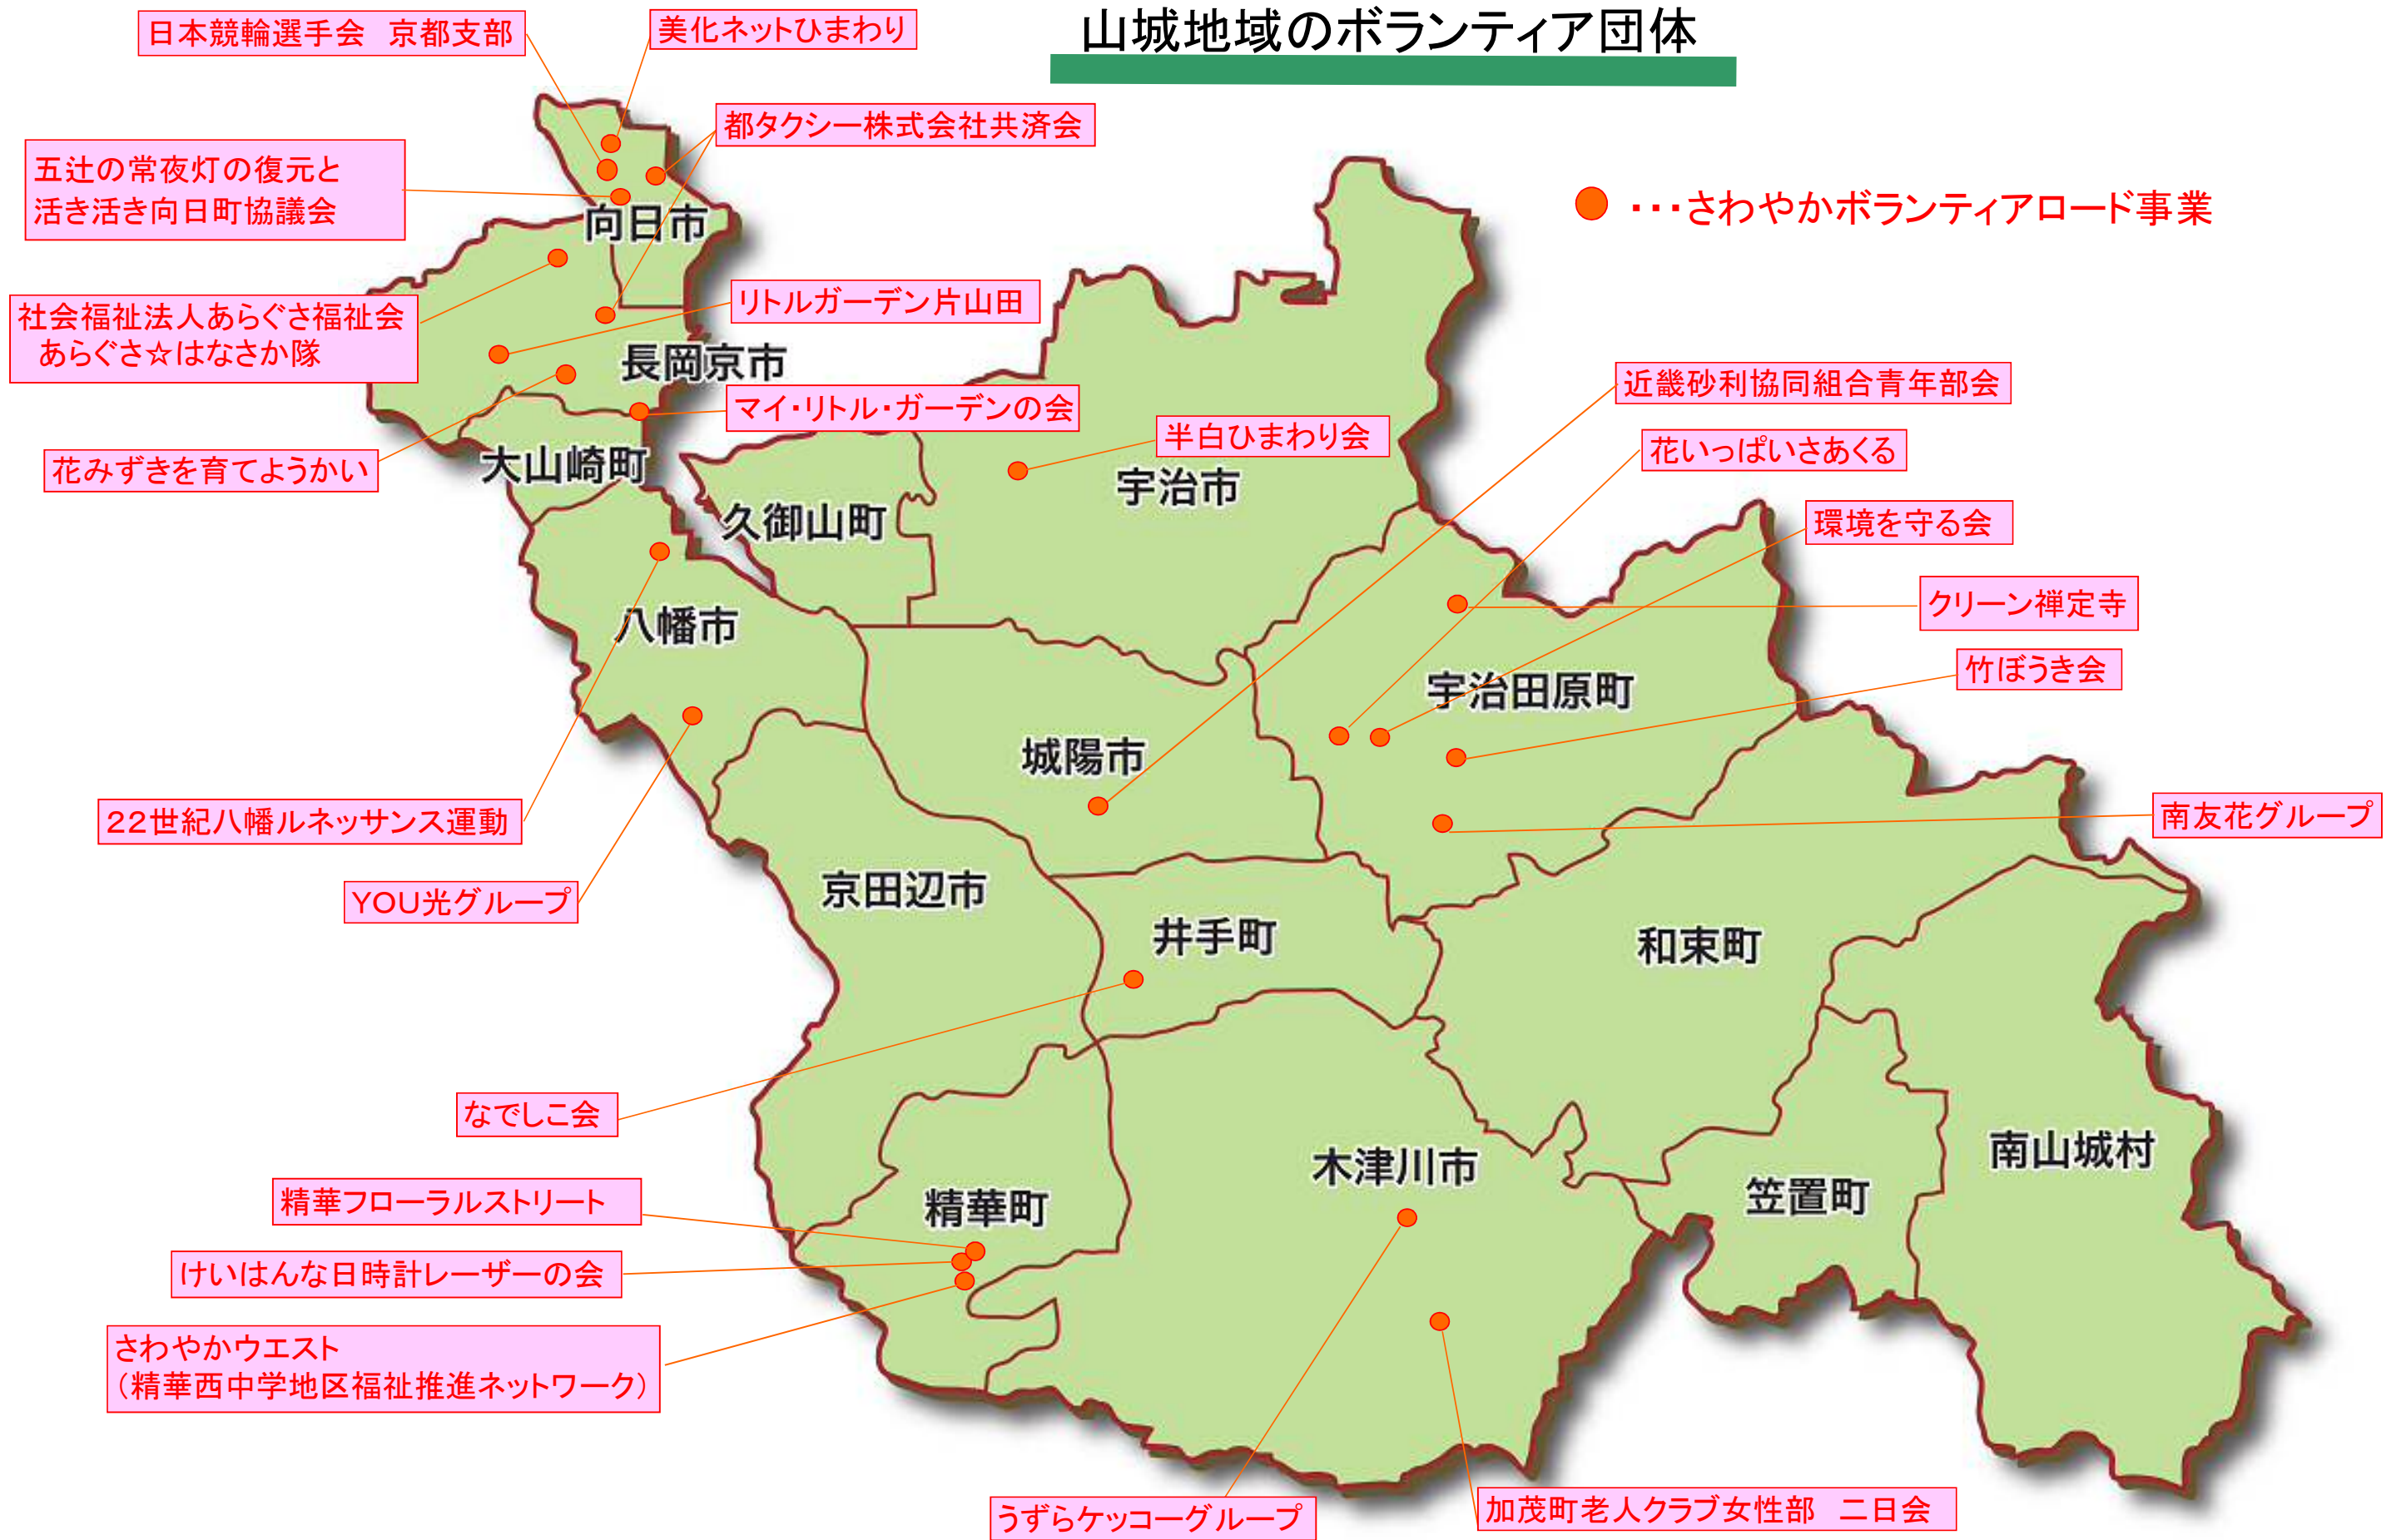 山城地域のボランティア団体
日本競輪選手会　京都支部
美化ネットひまわり
都タクシー株式会社共済会
五辻の常夜灯の復元と
活き活き向日町協議会
●・・・さわやかボランティアロード事業
向日市
社会福祉法人あらぐさ福祉会
あらぐさ☆はなさか隊
リトルガーデン片山田
長岡京市
近畿砂利協同組合青年部会
マイ・リトル・ガーデンの会
半白ひまわり会
花いっぱいさあくる
花みずきを育てようかい
大山崎町
宇治市
久御山町
環境を守る会
クリーン禅定寺
八幡市
竹ぼうき会
宇治田原町
城陽市
22世紀八幡ルネッサンス運動
南友花グループ
YOU光グループ
京田辺市
井手町
和束町
なでしこ会
木津川市
南山城村
精華フローラルストリート
精華町
笠置町
けいはんな日時計レーザーの会
さわやかウエスト
（精華西中学地区福祉推進ネットワーク）
うずらケッコーグループ
加茂町老人クラブ女性部　二日会